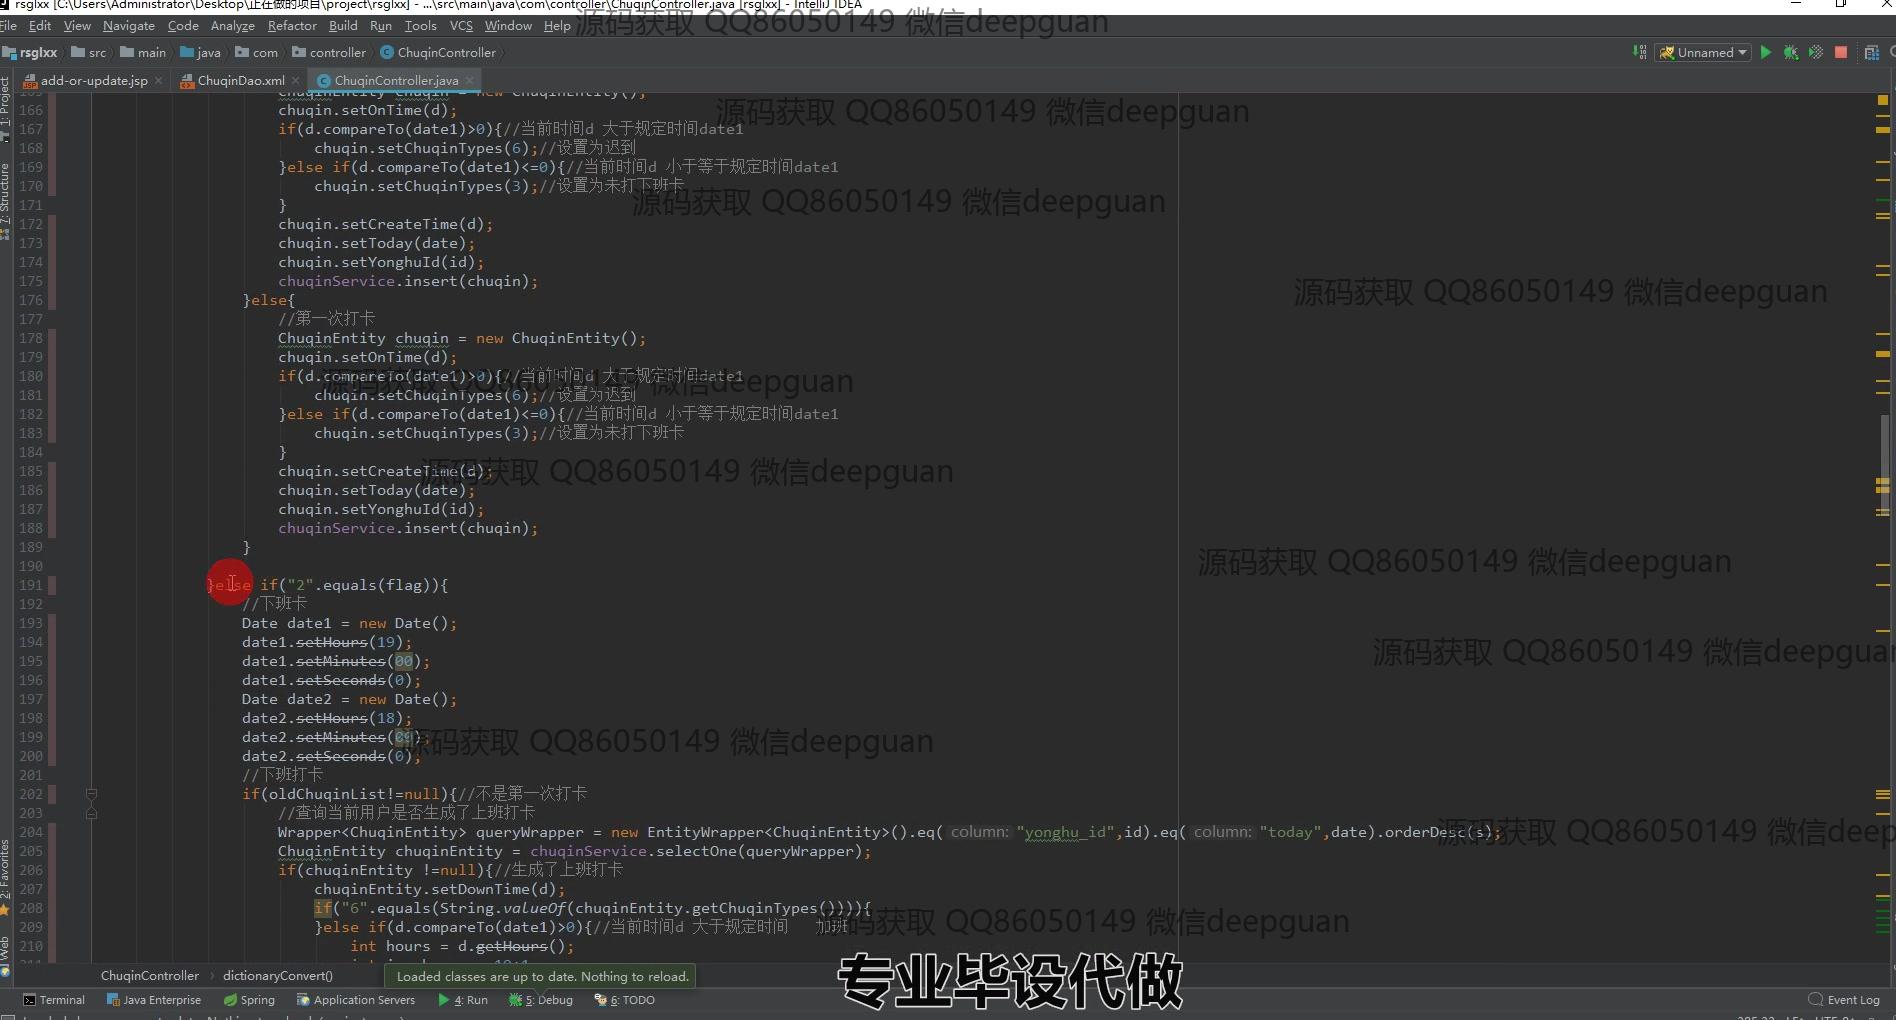 rsglxx [C:\Users\Administrator\Desktop\正在做的项目\project\rsglxx] - ...\src\main\java\com\controller\ChuqinController.java [rsglxx] - IntelliJ IDEA
File Edit View Navigate Code Analyze Refactor Build Run Tools VCS Window Help
源码获取 QQ86050149 微信deepguan
rsglxx src main java com controller ChuqinController
Unnamed
add-or-update.jsp ChuqinDao.xml ChuqinController.java
1: Project
7: Structure
2: Favorites
Web
165 ChuqinEntity chuqin = new ChuqinEntity();
166 chuqin.setOnTime(d);
源码获取 QQ86050149 微信deepguan
167 if(d.compareTo(date1)>0){//当前时间d 大于规定时间date1
168 chuqin.setChuqinTypes(6);//设置为迟到
169 }else if(d.compareTo(date1)<=0){//当前时间d 小于等于规定时间date1
170 chuqin.setChuqinTypes(3);//设置为未打下班卡
源码获取 QQ86050149 微信deepguan
171 }
172 chuqin.setCreateTime(d);
173 chuqin.setToday(date);
174 chuqin.setYonghuId(id);
175 chuqinService.insert(chuqin);
源码获取 QQ86050149 微信deepguan
176 }else{
177 //第一次打卡
178 ChuqinEntity chuqin = new ChuqinEntity();
179 chuqin.setOnTime(d);
180 if(d.compareTo(date1)>0){//当前时间d 大于规定时间date1
源码获取 QQ86050149 微信deepguan
181 chuqin.setChuqinTypes(6);//设置为迟到
182 }else if(d.compareTo(date1)<=0){//当前时间d 小于等于规定时间date1
183 chuqin.setChuqinTypes(3);//设置为未打下班卡
184 }
185 chuqin.setCreateTime(d);
源码获取 QQ86050149 微信deepguan
186 chuqin.setToday(date);
187 chuqin.setYonghuId(id);
188 chuqinService.insert(chuqin);
189 }
源码获取 QQ86050149 微信deepguan
190
191 }else if("2".equals(flag)){
192 //下班卡
193 Date date1 = new Date();
194 date1.setHours(19);
源码获取 QQ86050149 微信deepguan
195 date1.setMinutes(00);
196 date1.setSeconds(0);
197 Date date2 = new Date();
198 date2.setHours(18);
199 date2.setMinutes(00);
源码获取 QQ86050149 微信deepguan
200 date2.setSeconds(0);
201 //下班打卡
202 if(oldChuqinList!=null){//不是第一次打卡
203 //查询当前用户是否生成了上班打卡
204 Wrapper<ChuqinEntity> queryWrapper = new EntityWrapper<ChuqinEntity>().eq( column: "yonghu_id",id).eq( column: "today",date).orderDesc(s);
源码获取 QQ86050149 微信deepguan
205 ChuqinEntity chuqinEntity = chuqinService.selectOne(queryWrapper);
206 if(chuqinEntity !=null){//生成了上班打卡
207 chuqinEntity.setDownTime(d);
208 if("6".equals(String.valueOf(chuqinEntity.getChuqinTypes()))){
源码获取 QQ86050149 微信deepguan
209 }else if(d.compareTo(date1)>0){//当前时间d 大于规定时间 加班
210 int hours = d.getHours();
ChuqinController dictionaryConvert()
Loaded classes are up to date. Nothing to reload.
专业毕设代做
Terminal Java Enterprise Spring Application Servers 4: Run 5: Debug 6: TODO Event Log